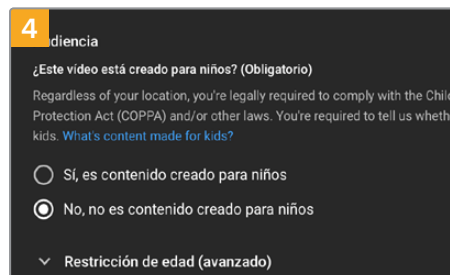 4
diencia
¿Este vídeo está creado para niños? (Obligatorio)
Regardless of your location, you're legally required to comply with the Chil
Protection Act (COPPA) and/or other laws. You're required to tell us wheth
kids. What's content made for kids?
Sí, es contenido creado para niños
No, no es contenido creado para niños
Restricción de edad (avanzado)